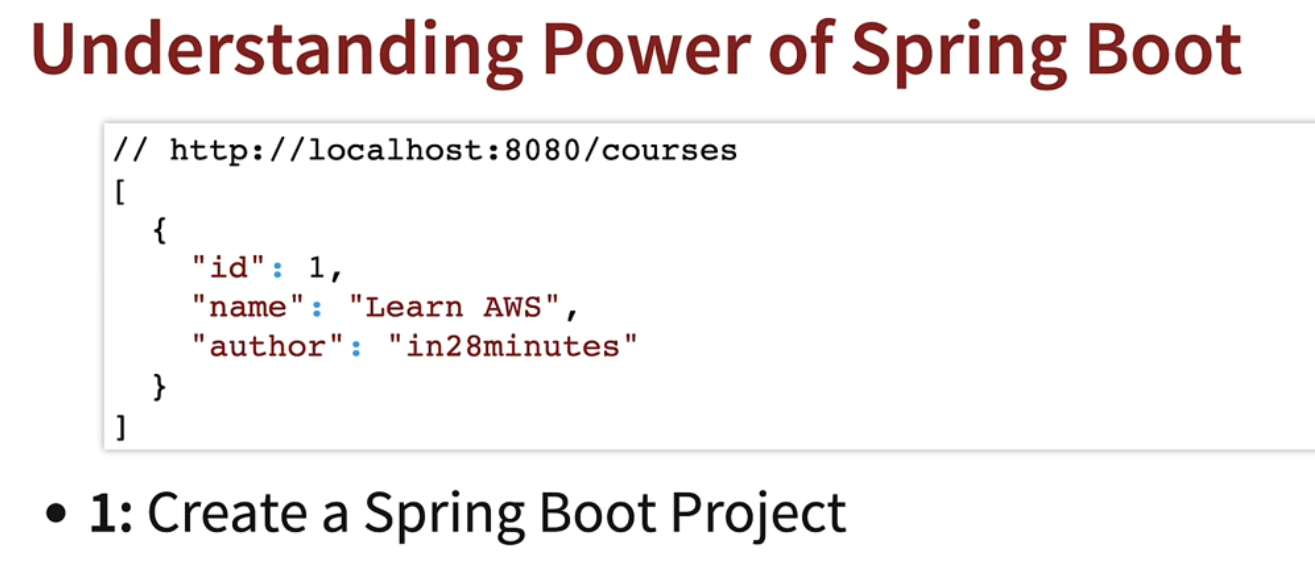 Understanding Power of Spring Boot
// http://localhost:8080/courses
[
  {
    "id": 1,
    "name": "Learn AWS",
    "author": "in28minutes"
  }
]
• 1: Create a Spring Boot Project